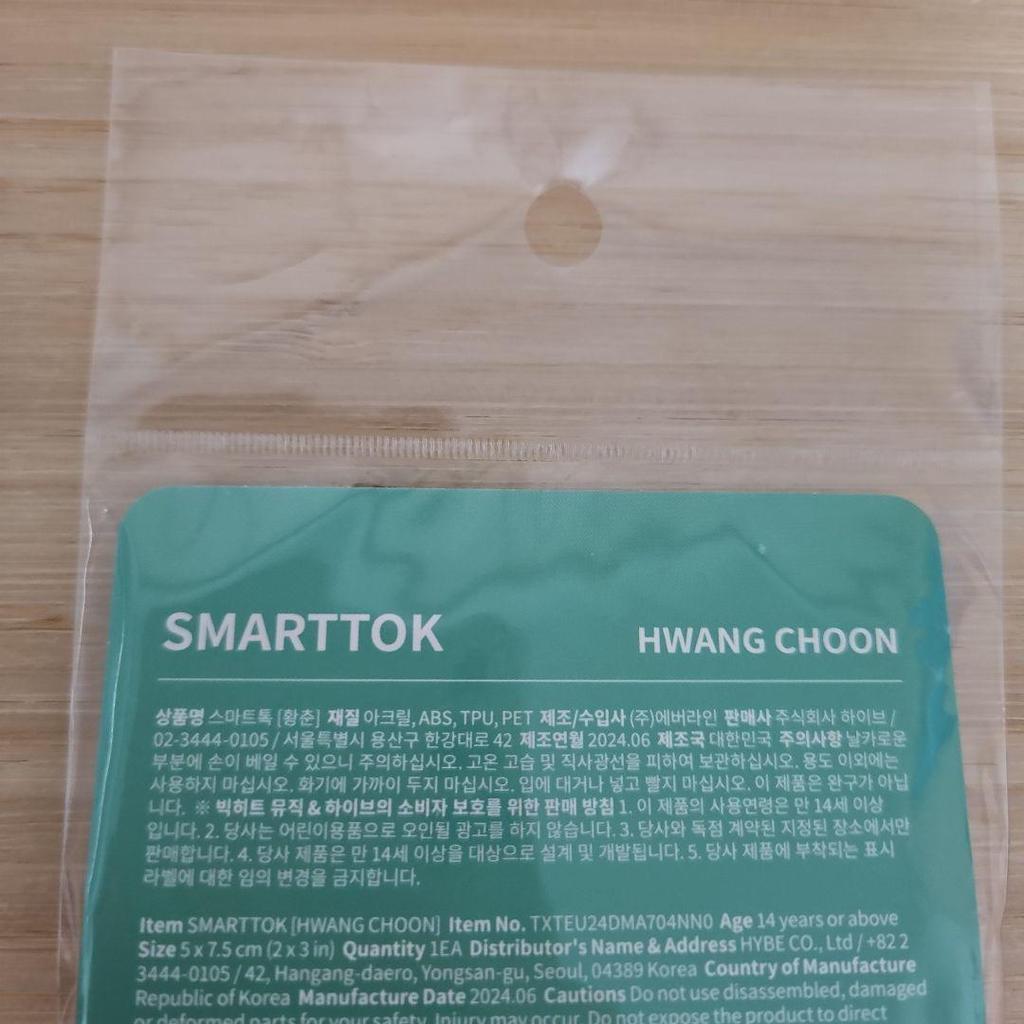 SMARTTOK
HWANG CHOON
상품명 스마트톡 [황춘] 재질 아크릴, ABS, TPU, PET 제조/수입사 (주)에버라인 판매사 주식회사 하이브 /
02-3444-0105 / 서울특별시 용산구 한강대로 42 제조연월 2024.06 제조국 대한민국 주의사항 날카로운
부분에 손이 베일 수 있으니 주의하십시오. 고온 고습 및 직사광선을 피하여 보관하십시오. 용도 이외에는
사용하지 마십시오. 화기에 가까이 두지 마십시오. 입에 대거나 넣고 빨지 마십시오. 이 제품은 완구가 아닙
니다. ※ 빅히트 뮤직 & 하이브의 소비자 보호를 위한 판매 방침 1. 이 제품의 사용연령은 만 14세 이상
입니다. 2. 당사는 어린이용품으로 오인될 광고를 하지 않습니다. 3. 당사와 독점 계약된 지정된 장소에서만
판매합니다. 4. 당사 제품은 만 14세 이상을 대상으로 설계 및 개발됩니다. 5. 당사 제품에 부착되는 표시
라벨에 대한 임의 변경을 금지합니다.
Item SMARTTOK [HWANG CHOON] Item No. TXTEU24DMA704NN0 Age 14 years or above
Size 5 x 7.5 cm (2 x 3 in) Quantity 1EA Distributor's Name & Address HYBE CO., Ltd / +82 2
3444-0105 / 42, Hangang-daero, Yongsan-gu, Seoul, 04389 Korea Country of Manufacture
Republic of Korea Manufacture Date 2024.06 Cautions Do not use disassembled, damaged
or deformed parts for your safety. Injury may occur. Do not expose the product to direct